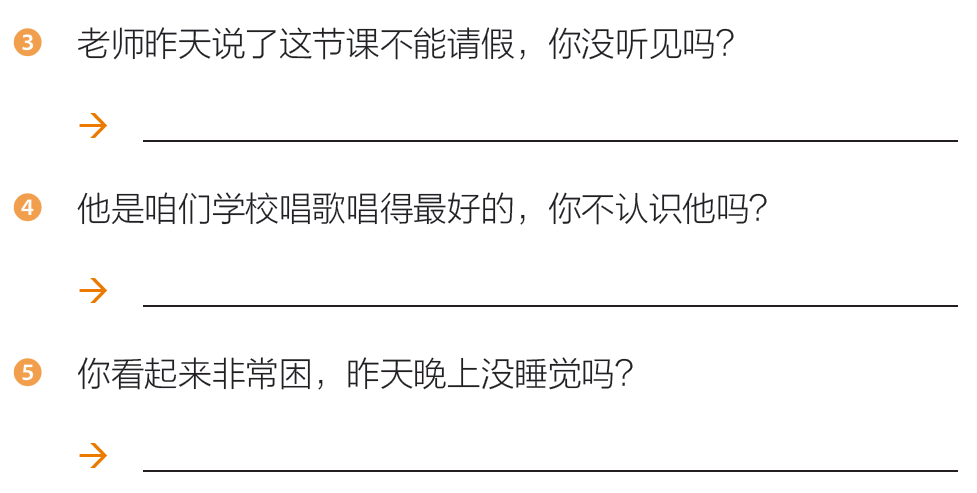 3 老师昨天说了这节课不能请假，你没听见吗？
→
4 他是咱们学校唱歌唱得最好的，你不认识他吗？
→
5 你看起来非常困，昨天晚上没睡觉吗？
→